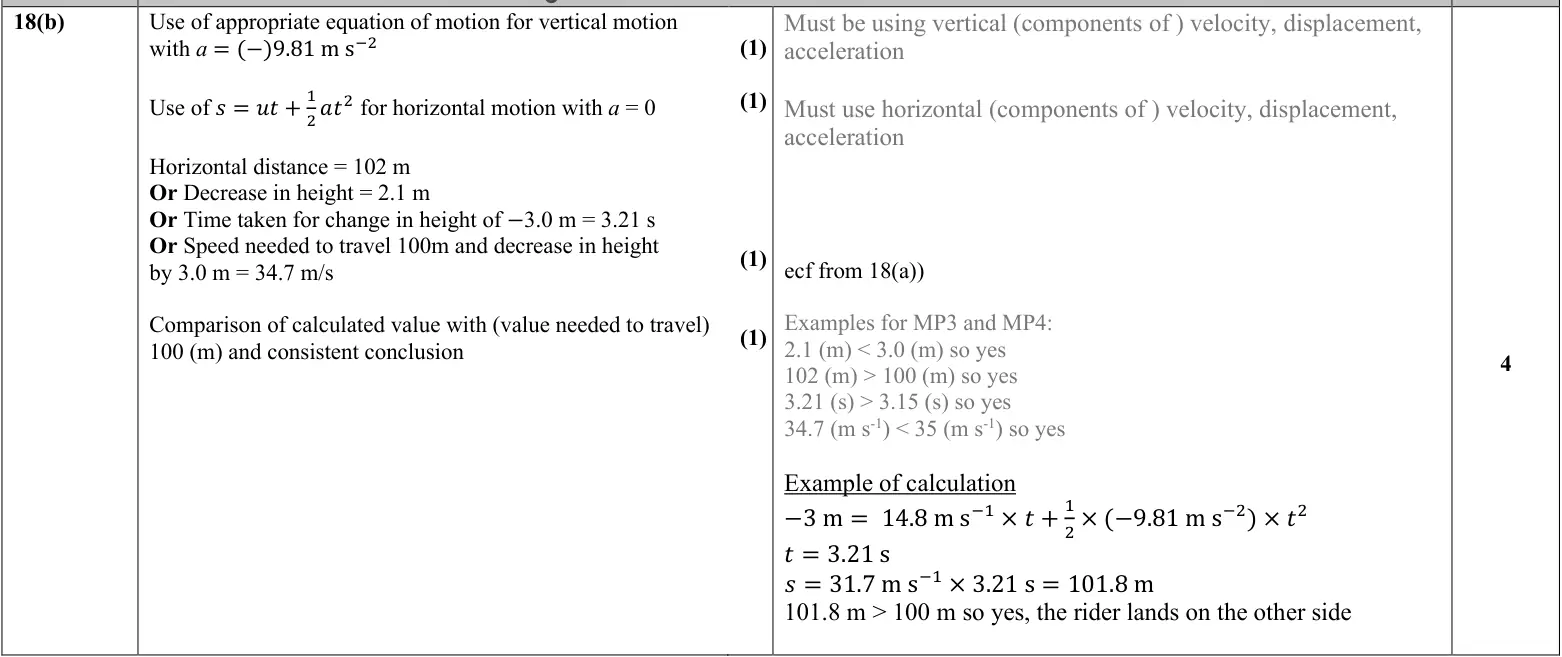 18(b)
Use of appropriate equation of motion for vertical motion
with a = (−)9.81 m s⁻²
(1)
Use of s = ut + ½at² for horizontal motion with a = 0
(1)
Horizontal distance = 102 m
Or Decrease in height = 2.1 m
Or Time taken for change in height of −3.0 m = 3.21 s
Or Speed needed to travel 100m and decrease in height
by 3.0 m = 34.7 m/s
(1)
Comparison of calculated value with (value needed to travel)
100 (m) and consistent conclusion
(1)
Must be using vertical (components of ) velocity, displacement,
acceleration
Must use horizontal (components of ) velocity, displacement,
acceleration
ecf from 18(a))
Examples for MP3 and MP4:
2.1 (m) < 3.0 (m) so yes
102 (m) > 100 (m) so yes
3.21 (s) > 3.15 (s) so yes
34.7 (m s⁻¹) < 35 (m s⁻¹) so yes
Example of calculation
−3 m = 14.8 m s⁻¹ × t + ½ × (−9.81 m s⁻²) × t²
t = 3.21 s
s = 31.7 m s⁻¹ × 3.21 s = 101.8 m
101.8 m > 100 m so yes, the rider lands on the other side
4